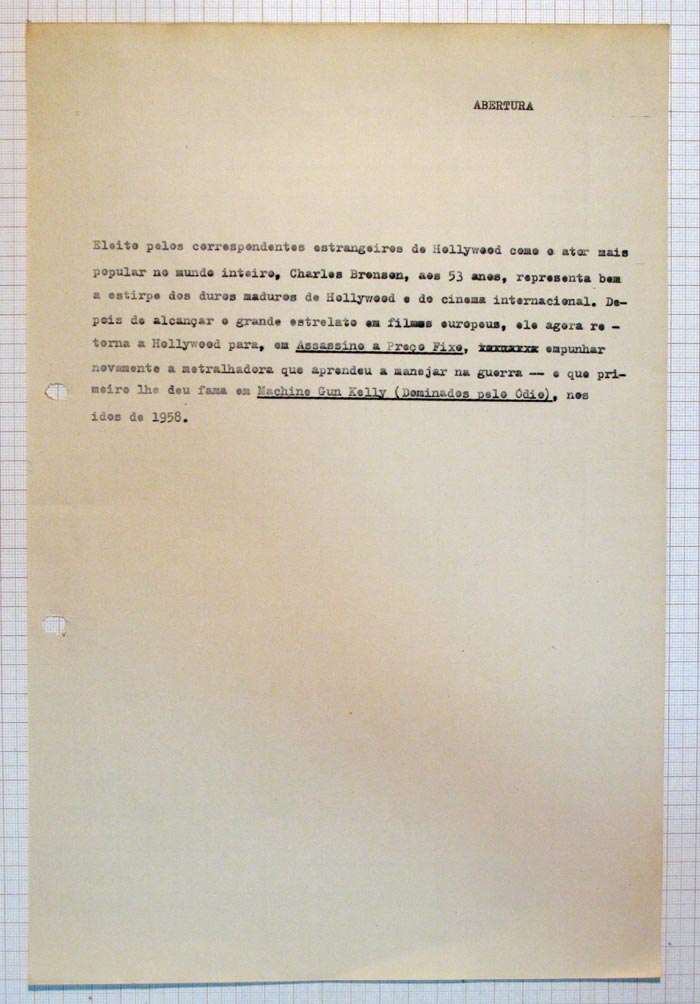 ABERTURA
Eleito pelos correspondentes estrangeiros de Hollywood como o ator mais
popular no mundo inteiro, Charles Bronson, aos 53 anos, representa bem
a estirpe dos duros maduros de Hollywood e do cinema internacional. De-
pois de alcançar o grande estrelato em filmes europeus, ele agora re -
torna a Hollywood para, em Assassino a Preço Fixo, empunhar
novamente a metralhadora que aprendeu a manejar na guerra -- e que pri-
meiro lhe deu fama em Machine Gun Kelly (Dominados pelo Ódio), nos
idos de 1958.